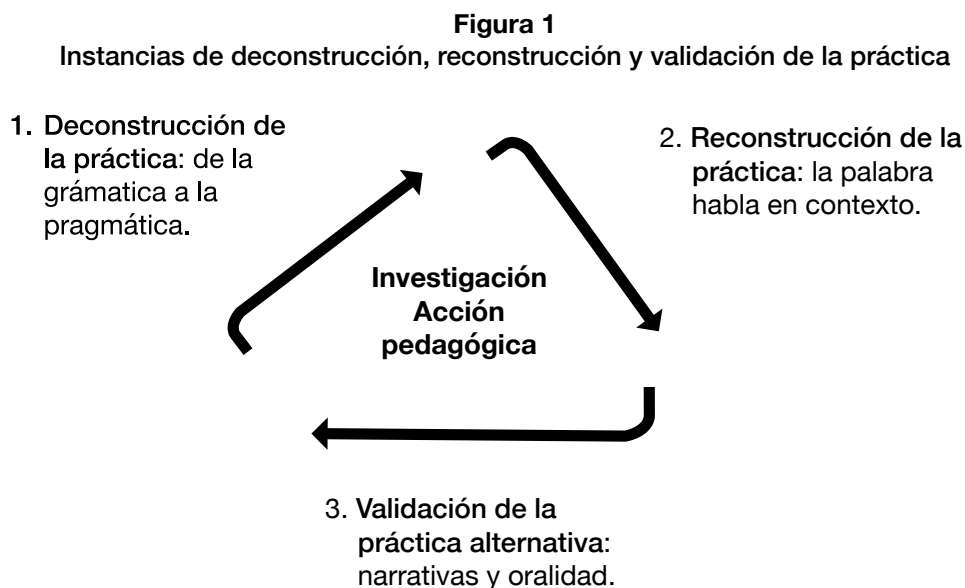 Figura 1
Instancias de deconstrucción, reconstrucción y validación de la práctica
1. Deconstrucción de
la práctica: de la
grámatica a la
pragmática.
2. Reconstrucción de la
práctica: la palabra
habla en contexto.
Investigación
Acción
pedagógica
3. Validación de la
práctica alternativa:
narrativas y oralidad.